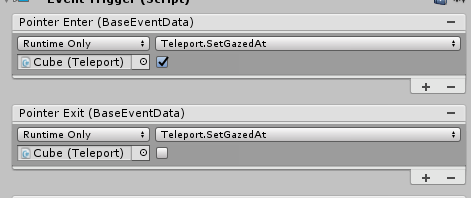 Event Trigger (Script)
Pointer Enter (BaseEventData)
Runtime Only Teleport.SetGazedAt
Cube (Teleport)
+ −
Pointer Exit (BaseEventData)
Runtime Only Teleport.SetGazedAt
Cube (Teleport)
+ −